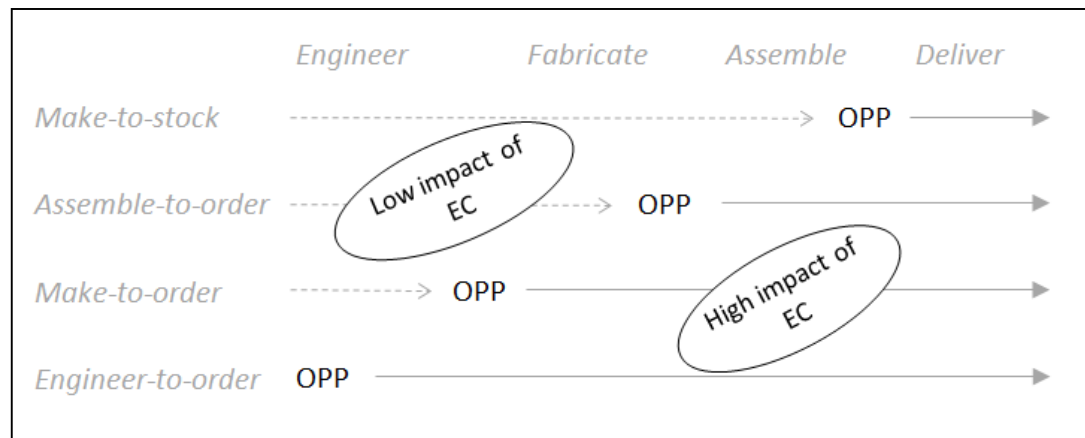 Engineer Fabricate Assemble Deliver
Make-to-stock OPP
Low impact of
EC
Assemble-to-order OPP
High impact of
EC
Make-to-order OPP
Engineer-to-order OPP